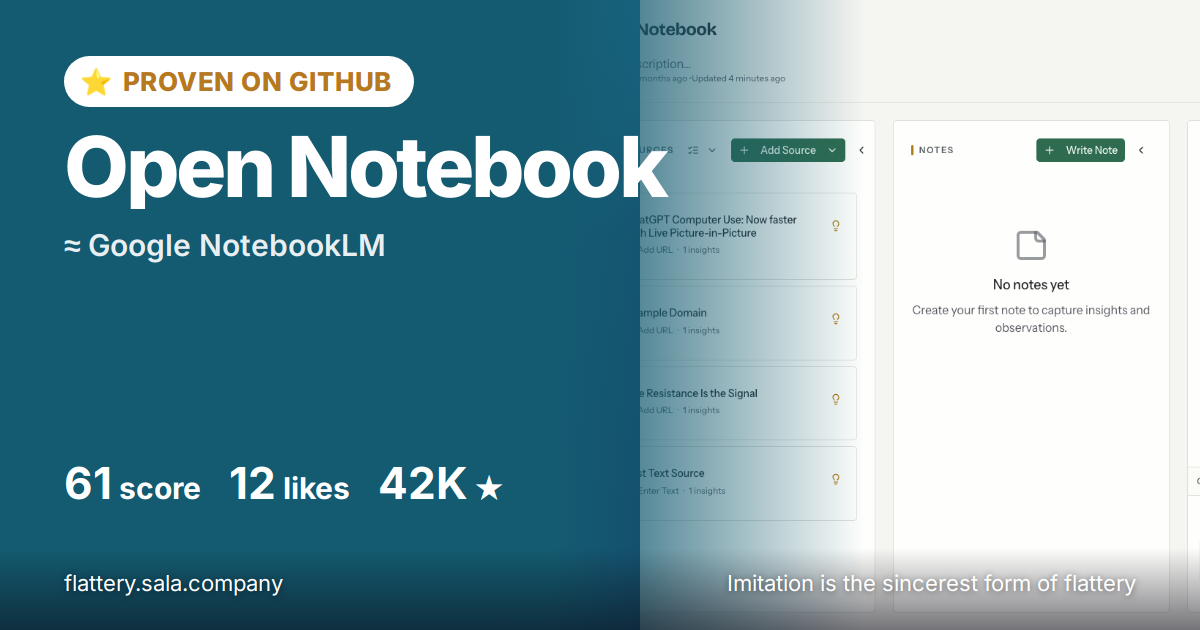 ⭐ PROVEN ON GITHUB
Open Notebook
≈ Google NotebookLM
61 score 12 likes 42K ★
flattery.sala.company
Notebook
months ago ·Updated 4 minutes ago
Add Source
Computer Use: Now faster
Live Picture-in-Picture
Add URL · 1 insights
Domain
Add URL · 1 insights
Resistance Is the Signal
Add URL · 1 insights
Text Source
Enter Text · 1 insights
NOTES
Write Note
No notes yet
Create your first note to capture insights and
observations.
Imitation is the sincerest form of flattery